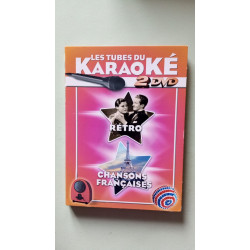 LES TUBES DU
KARAOKÉ
2 DVD
RÉTRO
CHANSONS
FRANÇAISES